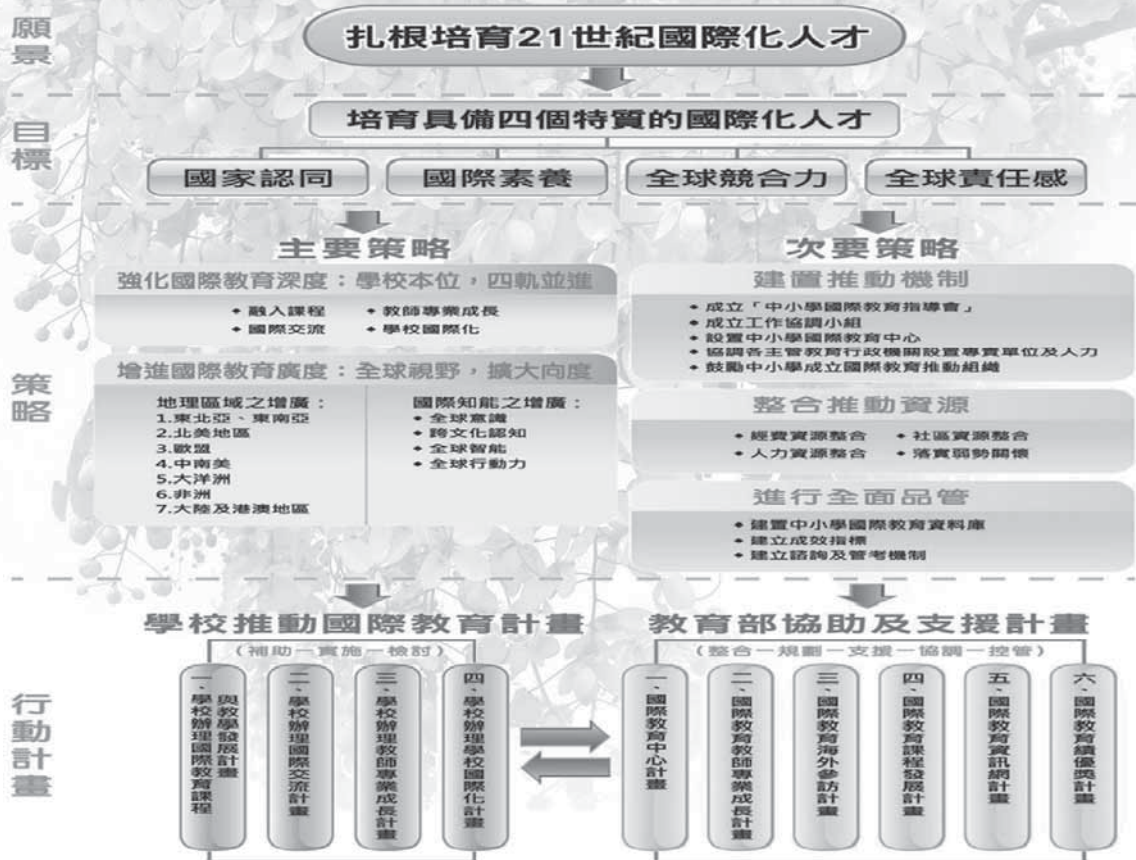 願景
扎根培育21世紀國際化人才
目標
培育具備四個特質的國際化人才
國家認同
國際素養
全球競合力
全球責任感
策略
主要策略
強化國際教育深度：學校本位，四軌並進
◆ 融入課程 ◆ 教師專業成長
◆ 國際交流 ◆ 學校國際化
增進國際教育廣度：全球視野，擴大向度
地理區域之增廣：
1.東北亞、東南亞
2.北美地區
3.歐盟
4.中南美
5.大洋洲
6.非洲
7.大陸及港澳地區
國際知能之增廣：
◆ 全球意識
◆ 跨文化認知
◆ 全球智能
◆ 全球行動力
次要策略
建置推動機制
◆ 成立「中小學國際教育指導會」
◆ 成立工作協調小組
◆ 設置中小學國際教育中心
◆ 協調各主管教育行政機關設置專責單位及人力
◆ 鼓勵中小學成立國際教育推動組織
整合推動資源
◆ 經費資源整合 ◆ 社區資源整合
◆ 人力資源整合 ◆ 落實弱勢關懷
進行全面品管
◆ 建置中小學國際教育資料庫
◆ 建立成效指標
◆ 建立諮詢及管考機制
行動計畫
學校推動國際教育計畫
（補助－實施－檢討）
一、學校辦理國際教育課程
與教學發展計畫
二、學校辦理國際交流計畫
三、學校辦理教師專業成長計畫
四、學校辦理學校國際化計畫
教育部協助及支援計畫
（整合－規劃－支援－協調－控管）
一、國際教育中心計畫
二、國際教育教師專業成長計畫
三、國際教育海外參訪計畫
四、國際教育課程發展計畫
五、國際教育資訊網計畫
六、國際教育績優獎計畫